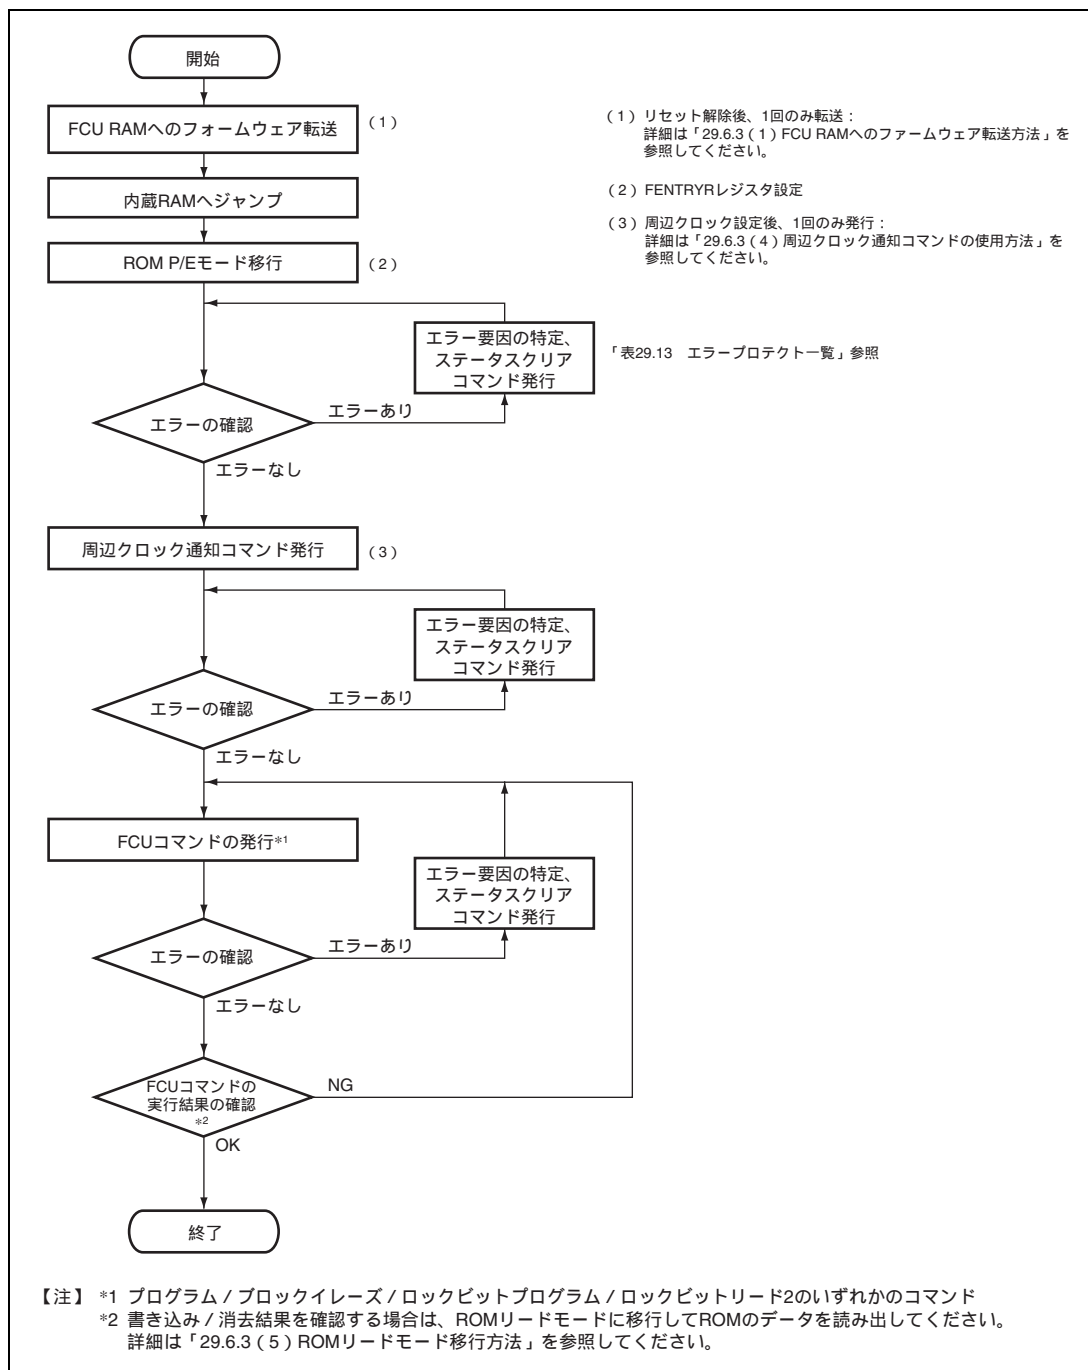 開始
FCU RAMへのフォームウェア転送
(1)
(1) リセット解除後、1回のみ転送：
詳細は「29.6.3(1)FCU RAMへのファームウェア転送方法」を
参照してください。
内蔵RAMへジャンプ
(2) FENTRYRレジスタ設定
ROM P/Eモード移行
(2)
(3) 周辺クロック設定後、1回のみ発行：
詳細は「29.6.3(4)周辺クロック通知コマンドの使用方法」を
参照してください。
エラー要因の特定、
ステータスクリア
コマンド発行
「表29.13 エラープロテクト一覧」参照
エラーの確認
エラーあり
エラーなし
周辺クロック通知コマンド発行
(3)
エラー要因の特定、
ステータスクリア
コマンド発行
エラーの確認
エラーあり
エラーなし
FCUコマンドの発行*1
エラー要因の特定、
ステータスクリア
コマンド発行
エラーの確認
エラーあり
エラーなし
FCUコマンドの
実行結果の確認
*2
NG
OK
終了
【注】 *1 プログラム / ブロックイレーズ / ロックビットプログラム / ロックビットリード2のいずれかのコマンド
*2 書き込み / 消去結果を確認する場合は、ROMリードモードに移行してROMのデータを読み出してください。
詳細は「29.6.3(5)ROMリードモード移行方法」を参照してください。